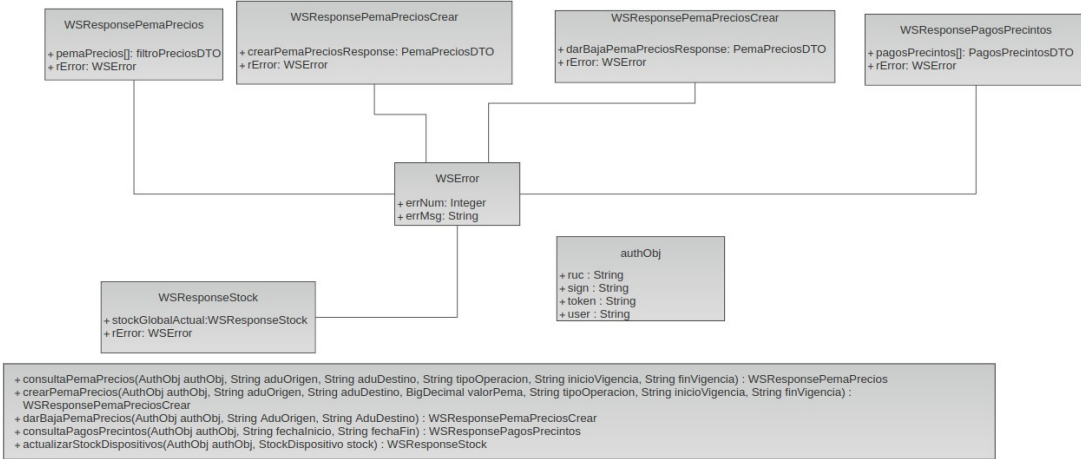 WSResponsePemaPrecios
+ pemaPrecios[]: filtroPreciosDTO
+ rError: WSError
WSResponsePemaPreciosCrear
+ crearPemaPreciosResponse: PemaPreciosDTO
+ rError: WSError
WSResponsePemaPreciosCrear
+ darBajaPemaPreciosResponse: PemaPreciosDTO
+ rError: WSError
WSResponsePagosPrecintos
+ pagosPrecintos[]: PagosPrecintosDTO
+ rError: WSError
WSError
+ errNum: Integer
+ errMsg: String
authObj
+ ruc : String
+ sign : String
+ token : String
+ user : String
WSResponseStock
+ stockGlobalActual:WSResponseStock
+ rError: WSError
+ consultaPemaPrecios(AuthObj authObj, String aduOrigen, String aduDestino, String tipoOperacion, String inicioVigencia, String finVigencia) : WSResponsePemaPrecios
+ crearPemaPrecios(AuthObj authObj, String aduOrigen, String aduDestino, BigDecimal valorPema, String tipoOperacion, String inicioVigencia, String finVigencia) :
WSResponsePemaPreciosCrear
+ darBajaPemaPrecios(AuthObj authObj, String AduOrigen, String AduDestino) : WSResponsePemaPreciosCrear
+ consultaPagosPrecintos(AuthObj authObj, String fechaInicio, String fechaFin) : WSResponsePagosPrecintos
+ actualizarStockDispositivos(AuthObj authObj, StockDispositivo stock) : WSResponseStock